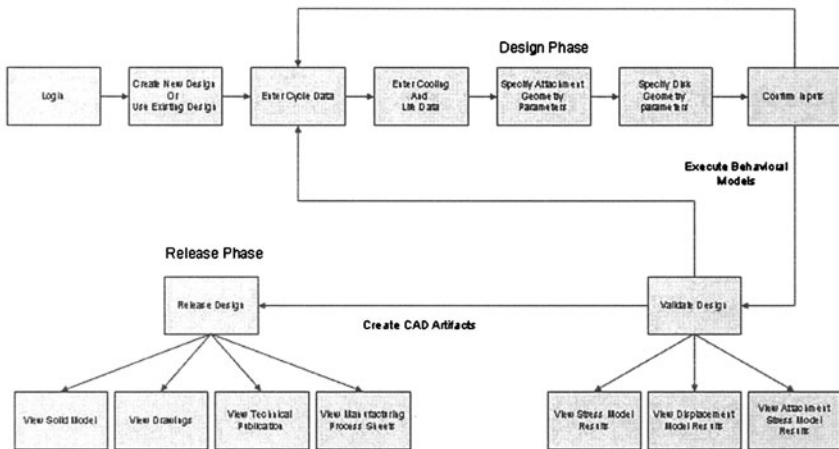 Design Phase
Login
Create New Design
Or
Use Existing Design
Enter Cycle Data
Enter Cooling
And
Life Data
Specify Attachment
Geometry
Parameters
Specify Disk
Geometry
parameters
Confirm Inputs
Execute Behavioral
Models
Release Phase
Release Design
Validate Design
Create CAD Artifacts
View Solid Model
View Drawings
View Technical
Publication
View Manufacturing
Process Sheets
View Stress Model
Results
View Displacement
Model Results
View Attachment
Stress Model
Results